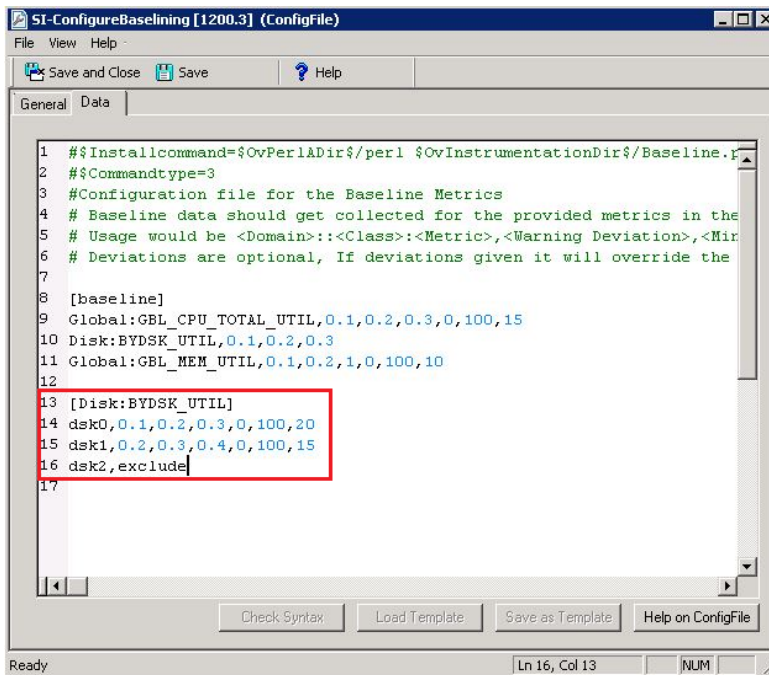 SI-ConfigureBaselining [1200.3] (ConfigFile)
File View Help
Save and Close Save Help
General Data
1 #$Installcommand=$OvPerlADir$/perl $OvInstrumentationDir$/Baseline.p
2 #$Commandtype=3
3 #Configuration file for the Baseline Metrics
4 # Baseline data should get collected for the provided metrics in the
5 # Usage would be <Domain>::<Class>:<Metric>,<Warning Deviation>,<Min
6 # Deviations are optional, If deviations given it will override the
7
8 [baseline]
9 Global:GBL_CPU_TOTAL_UTIL,0.1,0.2,0.3,0,100,15
10 Disk:BYDSK_UTIL,0.1,0.2,0.3
11 Global:GBL_MEM_UTIL,0.1,0.2,1,0,100,10
12
13 [Disk:BYDSK_UTIL]
14 dsk0,0.1,0.2,0.3,0,100,20
15 dsk1,0.2,0.3,0.4,0,100,15
16 dsk2,exclude
17
Check Syntax Load Template Save as Template Help on ConfigFile
Ready Ln 16, Col 13 NUM